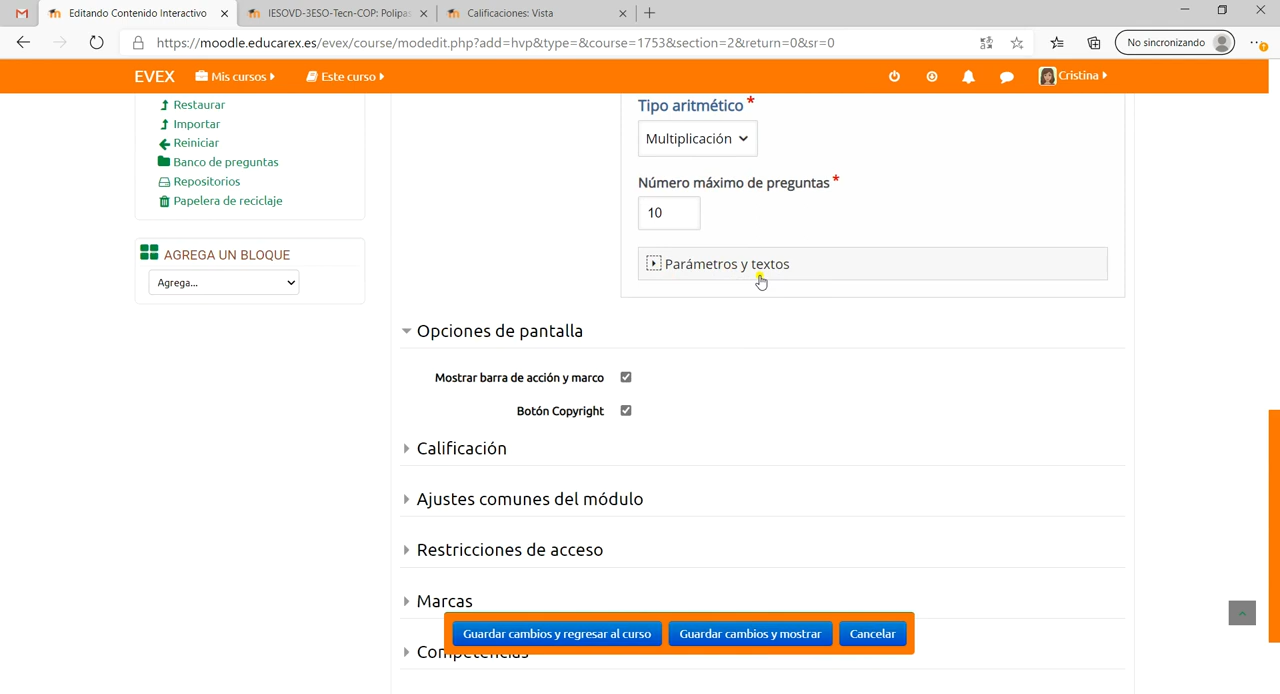 Editando Contenido Interactivo
IESOVD-3ESO-Tecn-COP: Polipas
Calificaciones: Vista
https://moodle.educarex.es/evex/course/modedit.php?add=hvp&type=&course=1753&section=2&return=0&sr=0
No sincronizando
EVEX
Mis cursos
Este curso
Cristina
Restaurar
Importar
Reiniciar
Banco de preguntas
Repositorios
Papelera de reciclaje
AGREGA UN BLOQUE
Agrega...
Tipo aritmético *
Multiplicación
Número máximo de preguntas *
10
Parámetros y textos
Opciones de pantalla
Mostrar barra de acción y marco
Botón Copyright
Calificación
Ajustes comunes del módulo
Restricciones de acceso
Marcas
Guardar cambios y regresar al curso
Guardar cambios y mostrar
Cancelar
Competencias